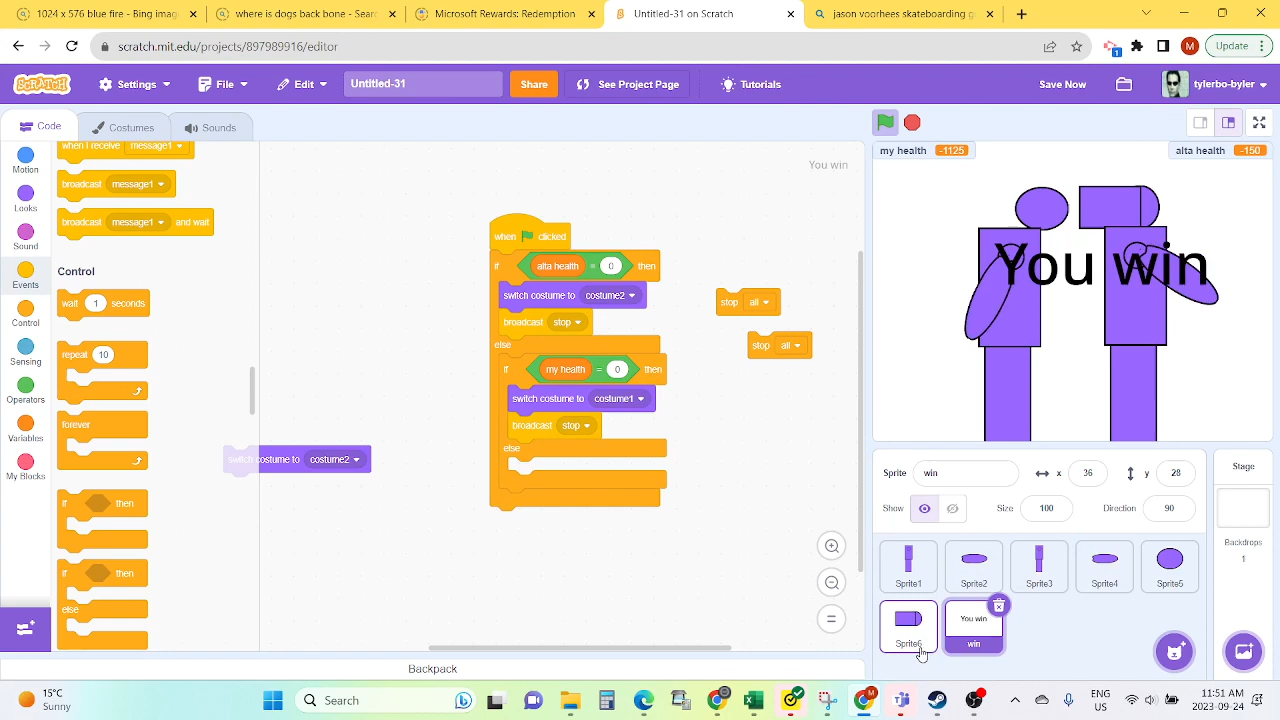 most is 2000 - Bing imag
switch is dogs back bone - Sear
Microsoft Rewards Redemption
Untitled-31 on Scratch
jason voorhees skateboarding g
scratch.mit.edu/projects/897989916/editor
M
Update
SCRATCH
Settings
File
Edit
Untitled-31
Share
See Project Page
Tutorials
Save Now
tylerbo-byler
Code
Costumes
Sounds
Motion
Looks
Sound
Events
Control
Sensing
Operators
Variables
My Blocks
when I receive message1
broadcast message1
broadcast message1 and wait
Control
wait 1 seconds
repeat 10
forever
if then
if then
else
You win
when clicked
if alta health = 0 then
switch costume to costume2
broadcast stop
else
if my health = 0 then
switch costume to costume1
broadcast stop
else
stop all
stop all
switch costume to costume2
Backpack
my health -1125
alta health -150
You win
Sprite win
x 36
y 28
Show
Size 100
Direction 90
Sprite1
Sprite2
Sprite3
Sprite4
Sprite5
Sprite6
You win
win
Stage
Backdrops
1
15°C
Sunny
Search
ENG
US
11:51 AM
2023-09-24